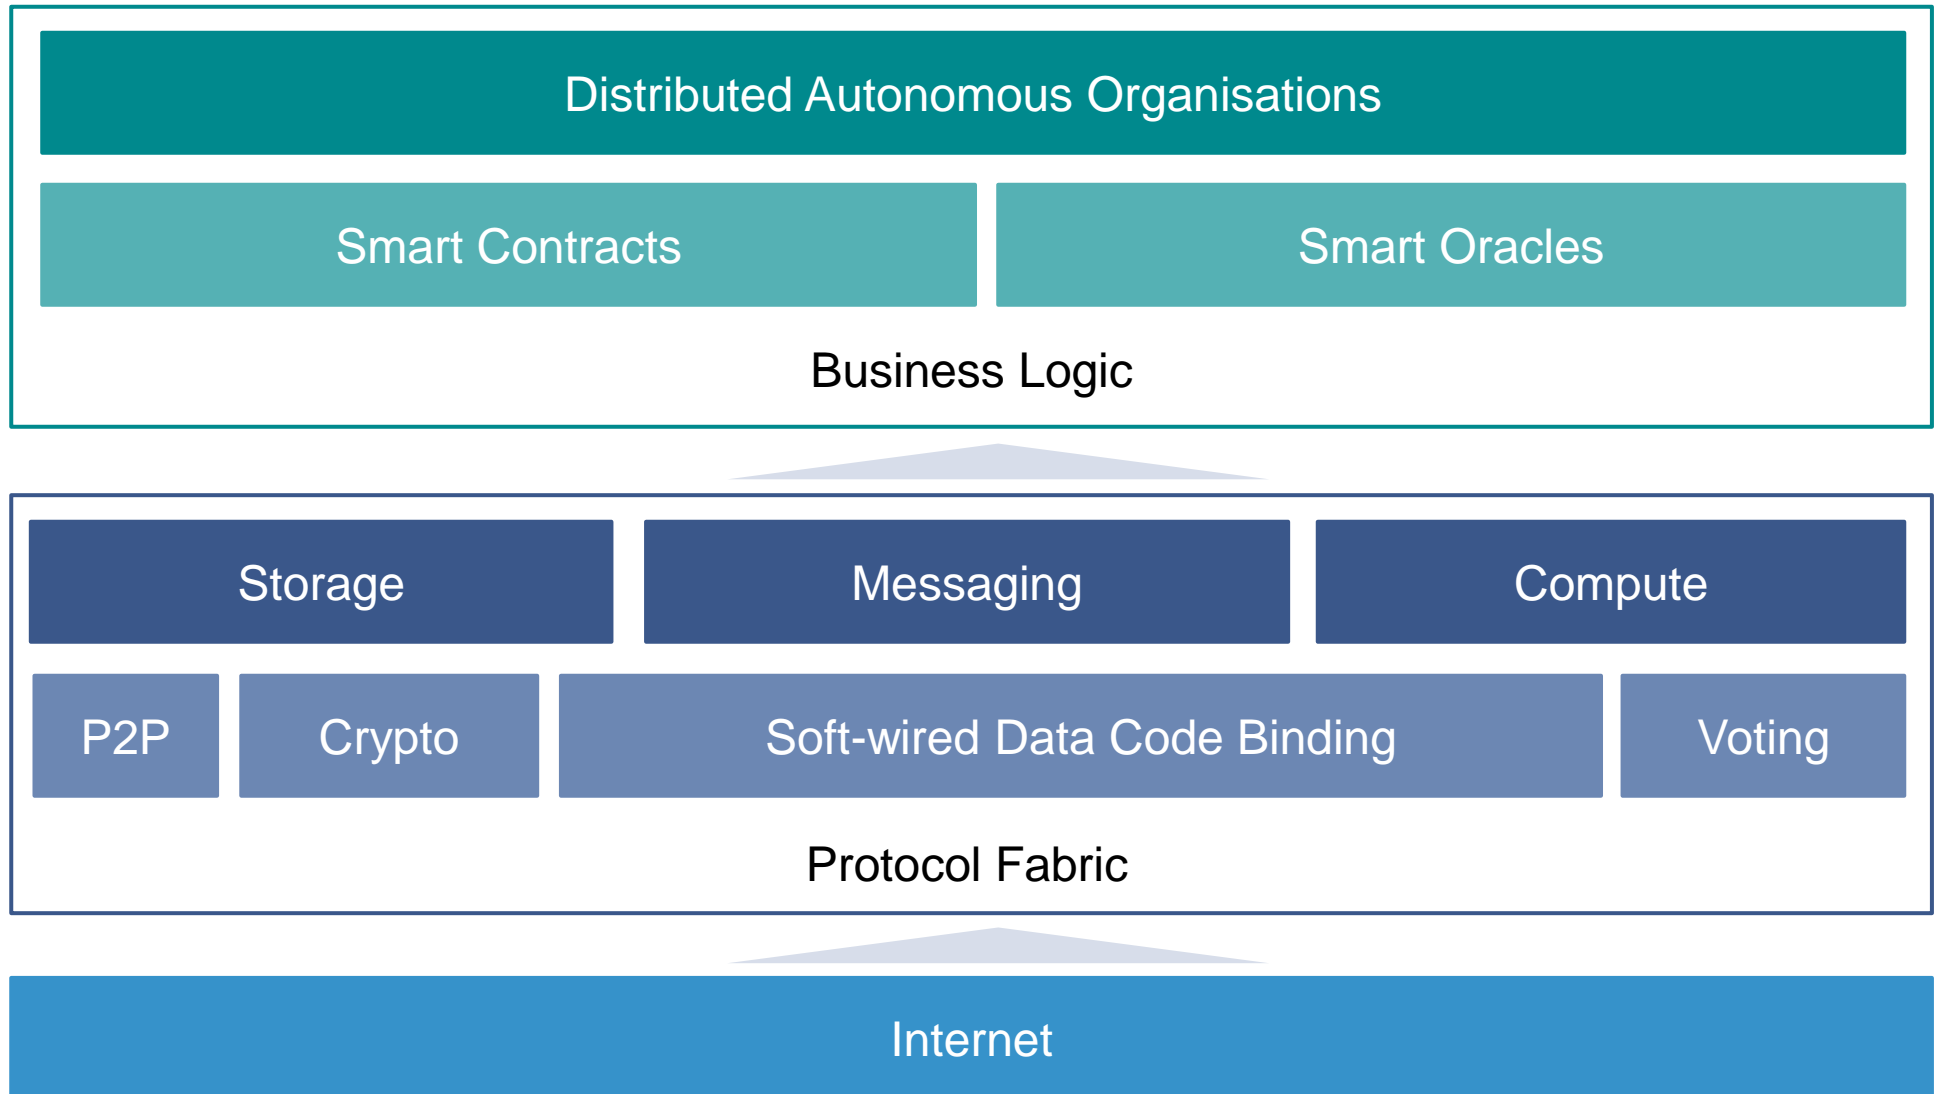 Distributed Autonomous Organisations
Smart Contracts
Smart Oracles
Business Logic
Storage
Messaging
Compute
P2P
Crypto
Soft-wired Data Code Binding
Voting
Protocol Fabric
Internet